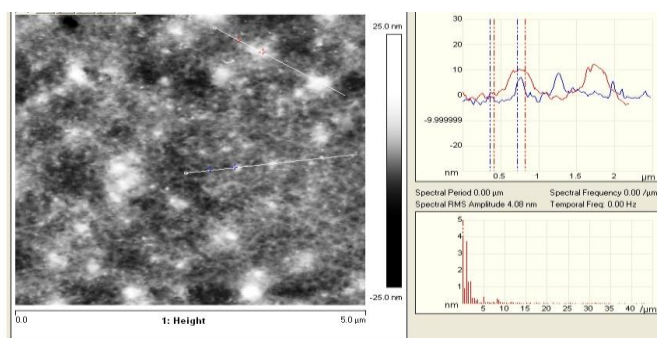 25.0 nm
-25.0 nm
0.0 1: Height 5.0 µm
30
20
10
0
-9.999999
-20
nm 0.5 1 2 µm
Spectral Period 0.00 µm Spectral Frequency 0.00 /µm
Spectral RMS Amplitude 4.08 nm Temporal Freq: 0.00 Hz
5
4
3
2
1
nm 5 10 15 20 25 30 35 40 /µm